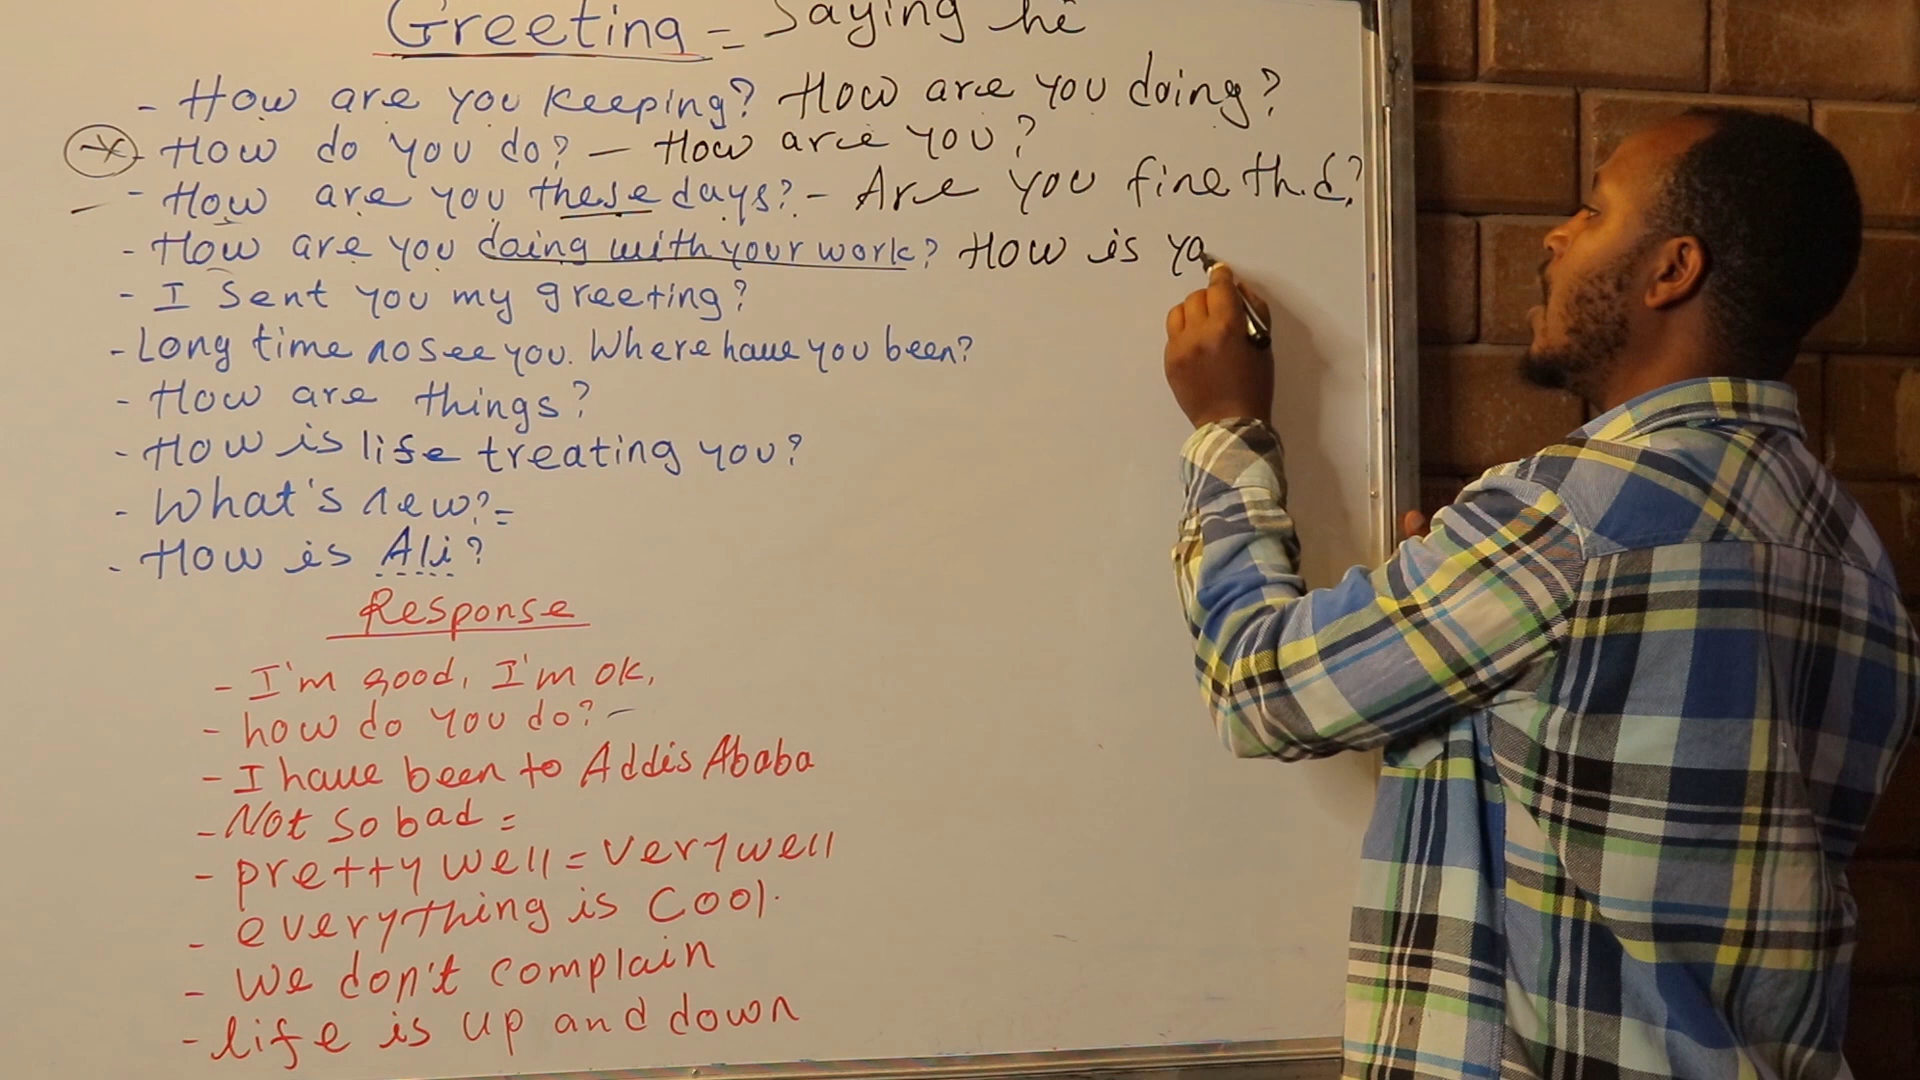 Greeting = Saying hi
- How are you keeping? How are you doing?
- How do you do? - How are you?
- How are you these days? - Are you fine th.d?
- How are you doing with your work? How is yo
- I sent you my greeting?
- Long time no see you. Where have you been?
- How are things?
- How is life treating you?
- What's new? =
- How is Ali?
Response
- I'm good, I'm ok,
- how do you do? -
- I have been to Addis Ababa
- Not so bad =
- pretty well = very well
- everything is cool.
- We don't complain
- life is up and down